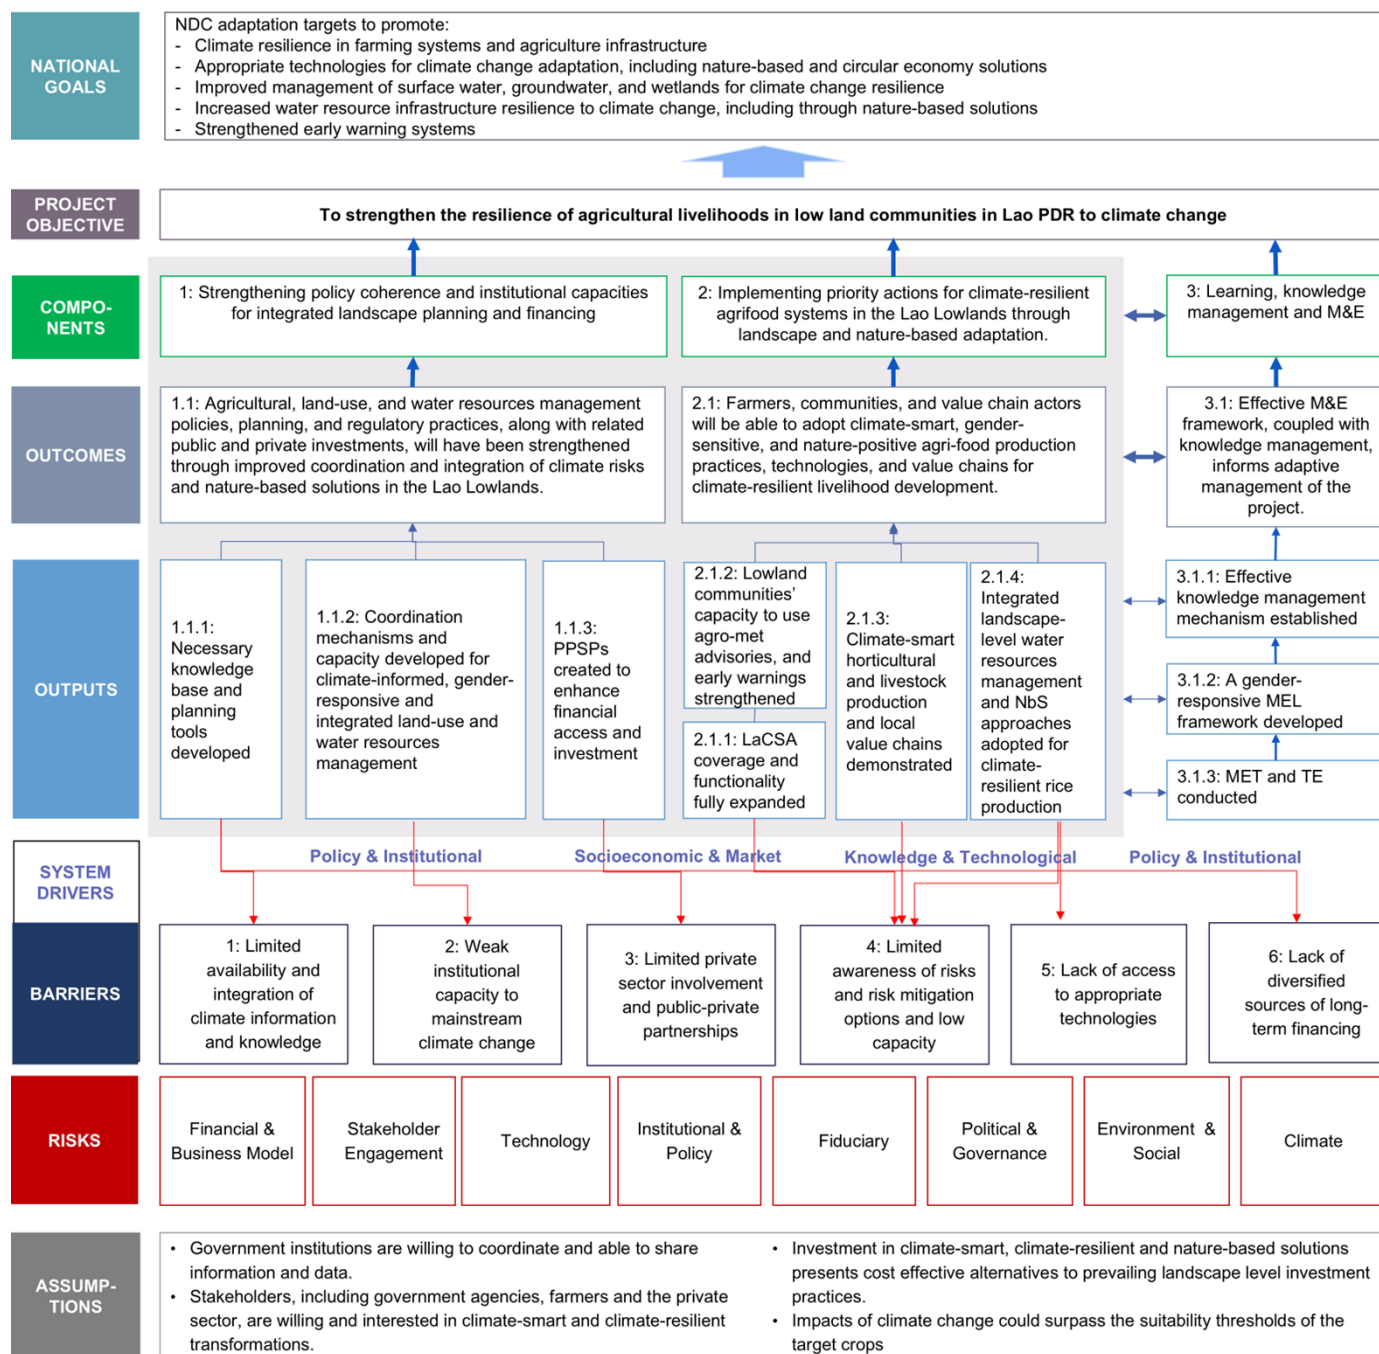 NATIONAL
GOALS
NDC adaptation targets to promote:
- Climate resilience in farming systems and agriculture infrastructure
- Appropriate technologies for climate change adaptation, including nature-based and circular economy solutions
- Improved management of surface water, groundwater, and wetlands for climate change resilience
- Increased water resource infrastructure resilience to climate change, including through nature-based solutions
- Strengthened early warning systems
PROJECT
OBJECTIVE
To strengthen the resilience of agricultural livelihoods in low land communities in Lao PDR to climate change
COMPO-
NENTS
1: Strengthening policy coherence and institutional capacities
for integrated landscape planning and financing
2: Implementing priority actions for climate-resilient
agrifood systems in the Lao Lowlands through
landscape and nature-based adaptation.
3: Learning, knowledge
management and M&E
OUTCOMES
1.1: Agricultural, land-use, and water resources management
policies, planning, and regulatory practices, along with related
public and private investments, will have been strengthened
through improved coordination and integration of climate risks
and nature-based solutions in the Lao Lowlands.
2.1: Farmers, communities, and value chain actors
will be able to adopt climate-smart, gender-
sensitive, and nature-positive agri-food production
practices, technologies, and value chains for
climate-resilient livelihood development.
3.1: Effective M&E
framework, coupled with
knowledge management,
informs adaptive
management of the
project.
OUTPUTS
1.1.1:
Necessary
knowledge
base and
planning
tools
developed
1.1.2: Coordination
mechanisms and
capacity developed for
climate-informed, gender-
responsive and
integrated land-use and
water resources
management
1.1.3:
PPSPs
created to
enhance
financial
access and
investment
2.1.2: Lowland
communities'
capacity to use
agro-met
advisories, and
early warnings
strengthened
2.1.1: LaCSA
coverage and
functionality
fully expanded
2.1.3:
Climate-smart
horticultural
and livestock
production
and local
value chains
demonstrated
2.1.4:
Integrated
landscape-
level water
resources
management
and NbS
approaches
adopted for
climate-
resilient rice
production
3.1.1: Effective
knowledge management
mechanism established
3.1.2: A gender-
responsive MEL
framework developed
3.1.3: MET and TE
conducted
SYSTEM
DRIVERS
Policy & Institutional
Socioeconomic & Market
Knowledge & Technological
Policy & Institutional
BARRIERS
1: Limited
availability and
integration of
climate information
and knowledge
2: Weak
institutional
capacity to
mainstream
climate change
3: Limited private
sector involvement
and public-private
partnerships
4: Limited
awareness of risks
and risk mitigation
options and low
capacity
5: Lack of access
to appropriate
technologies
6: Lack of
diversified
sources of long-
term financing
RISKS
Financial &
Business Model
Stakeholder
Engagement
Technology
Institutional &
Policy
Fiduciary
Political &
Governance
Environment &
Social
Climate
ASSUMP-
TIONS
• Government institutions are willing to coordinate and able to share
information and data.
• Stakeholders, including government agencies, farmers and the private
sector, are willing and interested in climate-smart and climate-resilient
transformations.
• Investment in climate-smart, climate-resilient and nature-based solutions
presents cost effective alternatives to prevailing landscape level investment
practices.
• Impacts of climate change could surpass the suitability thresholds of the
target crops